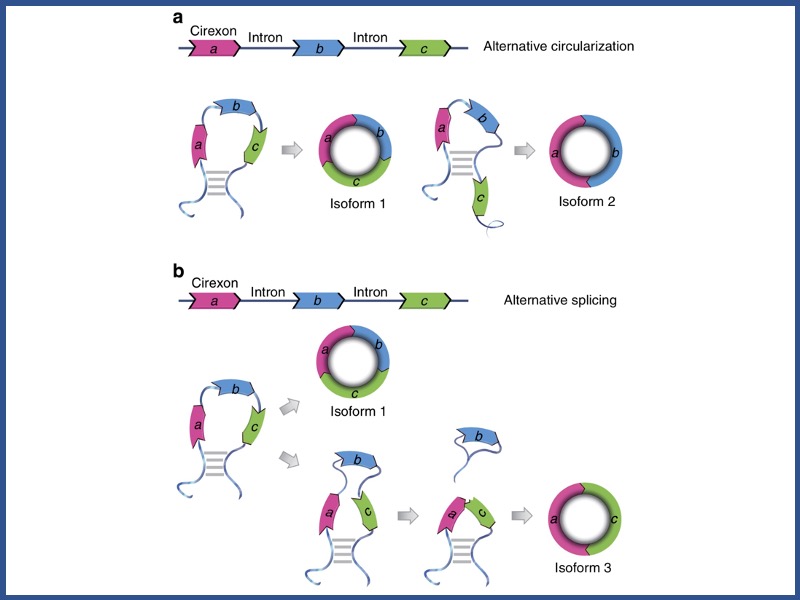 a
Cirexon
Intron
Intron
a
b
c
Alternative circularization
a
b
c
a
b
c
Isoform 1
a
b
c
a
b
Isoform 2
b
Cirexon
Intron
Intron
a
b
c
Alternative splicing
a
b
c
Isoform 1
a
b
c
b
a
c
b
a
c
a
c
Isoform 3